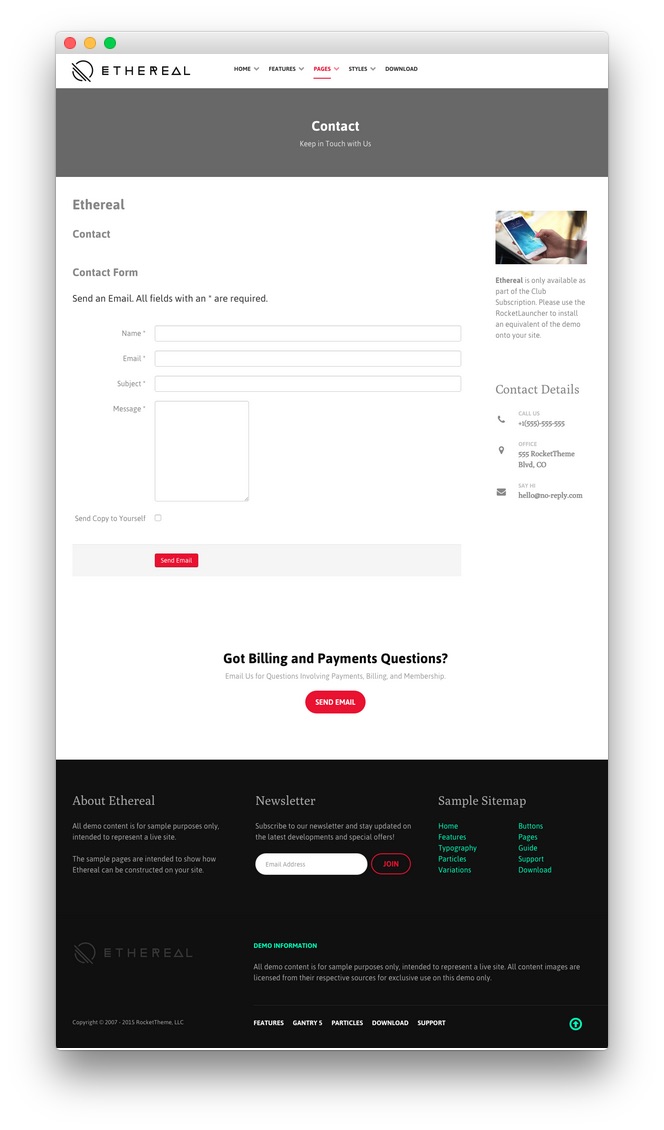 ETHEREAL
HOME FEATURES PAGES STYLES DOWNLOAD
Contact
Keep in Touch with Us
Ethereal
Contact
Contact Form
Send an Email. All fields with an * are required.
Name *
Email *
Subject *
Message *
Send Copy to Yourself
Send Email
Ethereal is only available as
part of the Club
Subscription. Please use the
RocketLauncher to install
an equivalent of the demo
onto your site.
Contact Details
CALL US
+1(555)-555-555
OFFICE
555 RocketTheme
Blvd, CO
SAY HI
hello@no-reply.com
Got Billing and Payments Questions?
Email Us for Questions Involving Payments, Billing, and Membership.
SEND EMAIL
About Ethereal
All demo content is for sample purposes only,
intended to represent a live site.
The sample pages are intended to show how
Ethereal can be constructed on your site.
Newsletter
Subscribe to our newsletter and stay updated on
the latest developments and special offers!
Email Address JOIN
Sample Sitemap
Home
Features
Typography
Particles
Variations
Buttons
Pages
Guide
Support
Download
ETHEREAL
DEMO INFORMATION
All demo content is for sample purposes only, intended to represent a live site. All content images are
licensed from their respective sources for exclusive use on this demo only.
Copyright © 2007 - 2015 RocketTheme, LLC
FEATURES GANTRY 5 PARTICLES DOWNLOAD SUPPORT